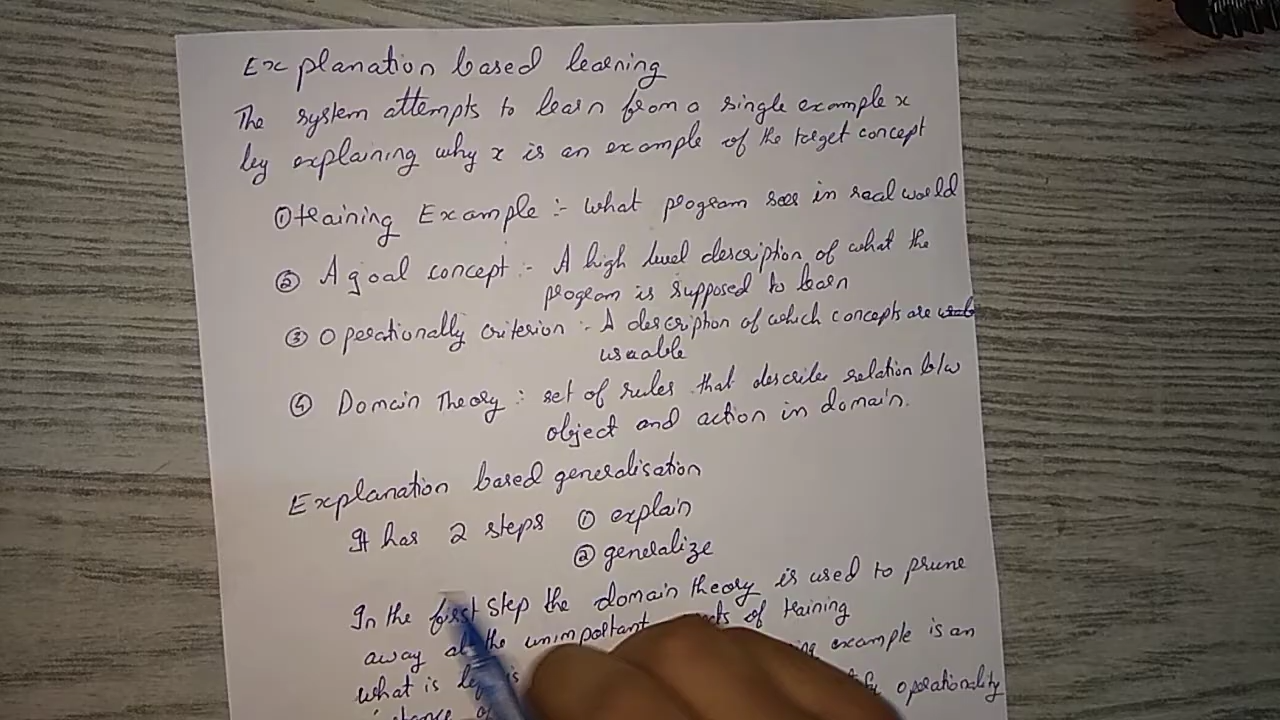 Explanation based learning
The system attempts to learn from a single example x
by explaining why x is an example of the target concept
① training Example :- what program sees in real world
② A goal concept :- A high level description of what the
program is supposed to learn
③ Operationally criterion :- A description of which concepts are
useable
④ Domain Theory : set of rules that describe relation b/w
object and action in domain.
Explanation based generalisation
It has 2 steps ① explain
② generalize
In the first step the domain theory is used to prune
away all the unimportant of training
what is example is an
operationality